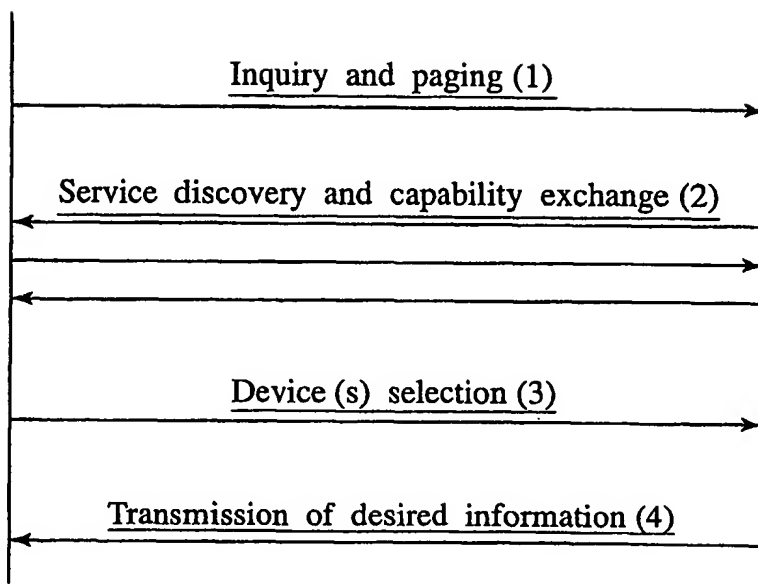 Inquiry and paging (1)
Service discovery and capability exchange (2)
Device (s) selection (3)
Transmission of desired information (4)